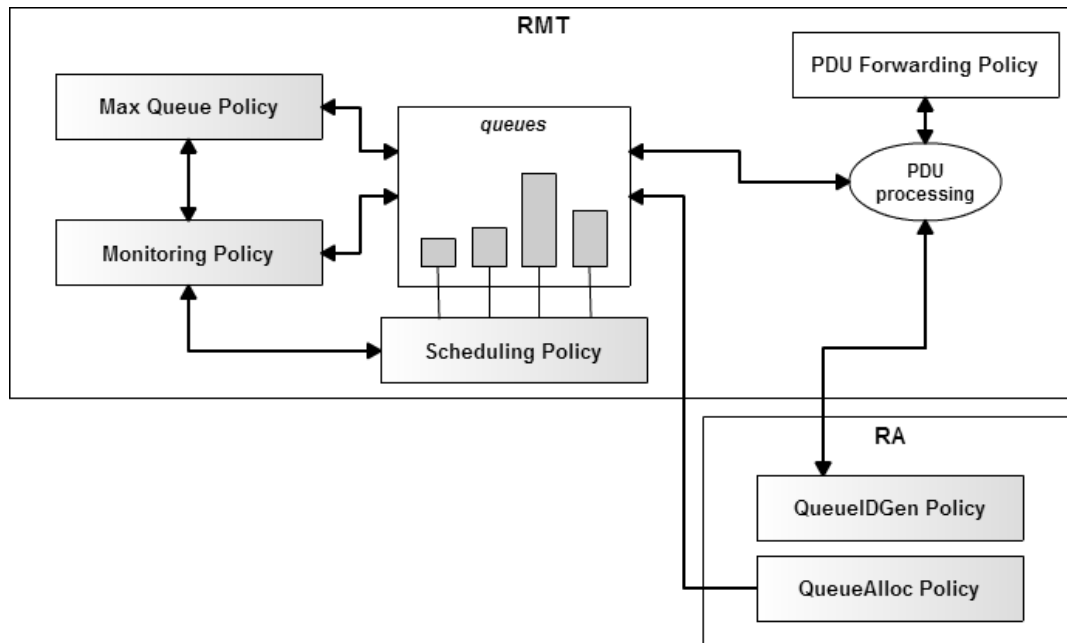 RMT
PDU Forwarding Policy
Max Queue Policy
queues
PDU
processing
Monitoring Policy
Scheduling Policy
RA
QueueIDGen Policy
QueueAlloc Policy